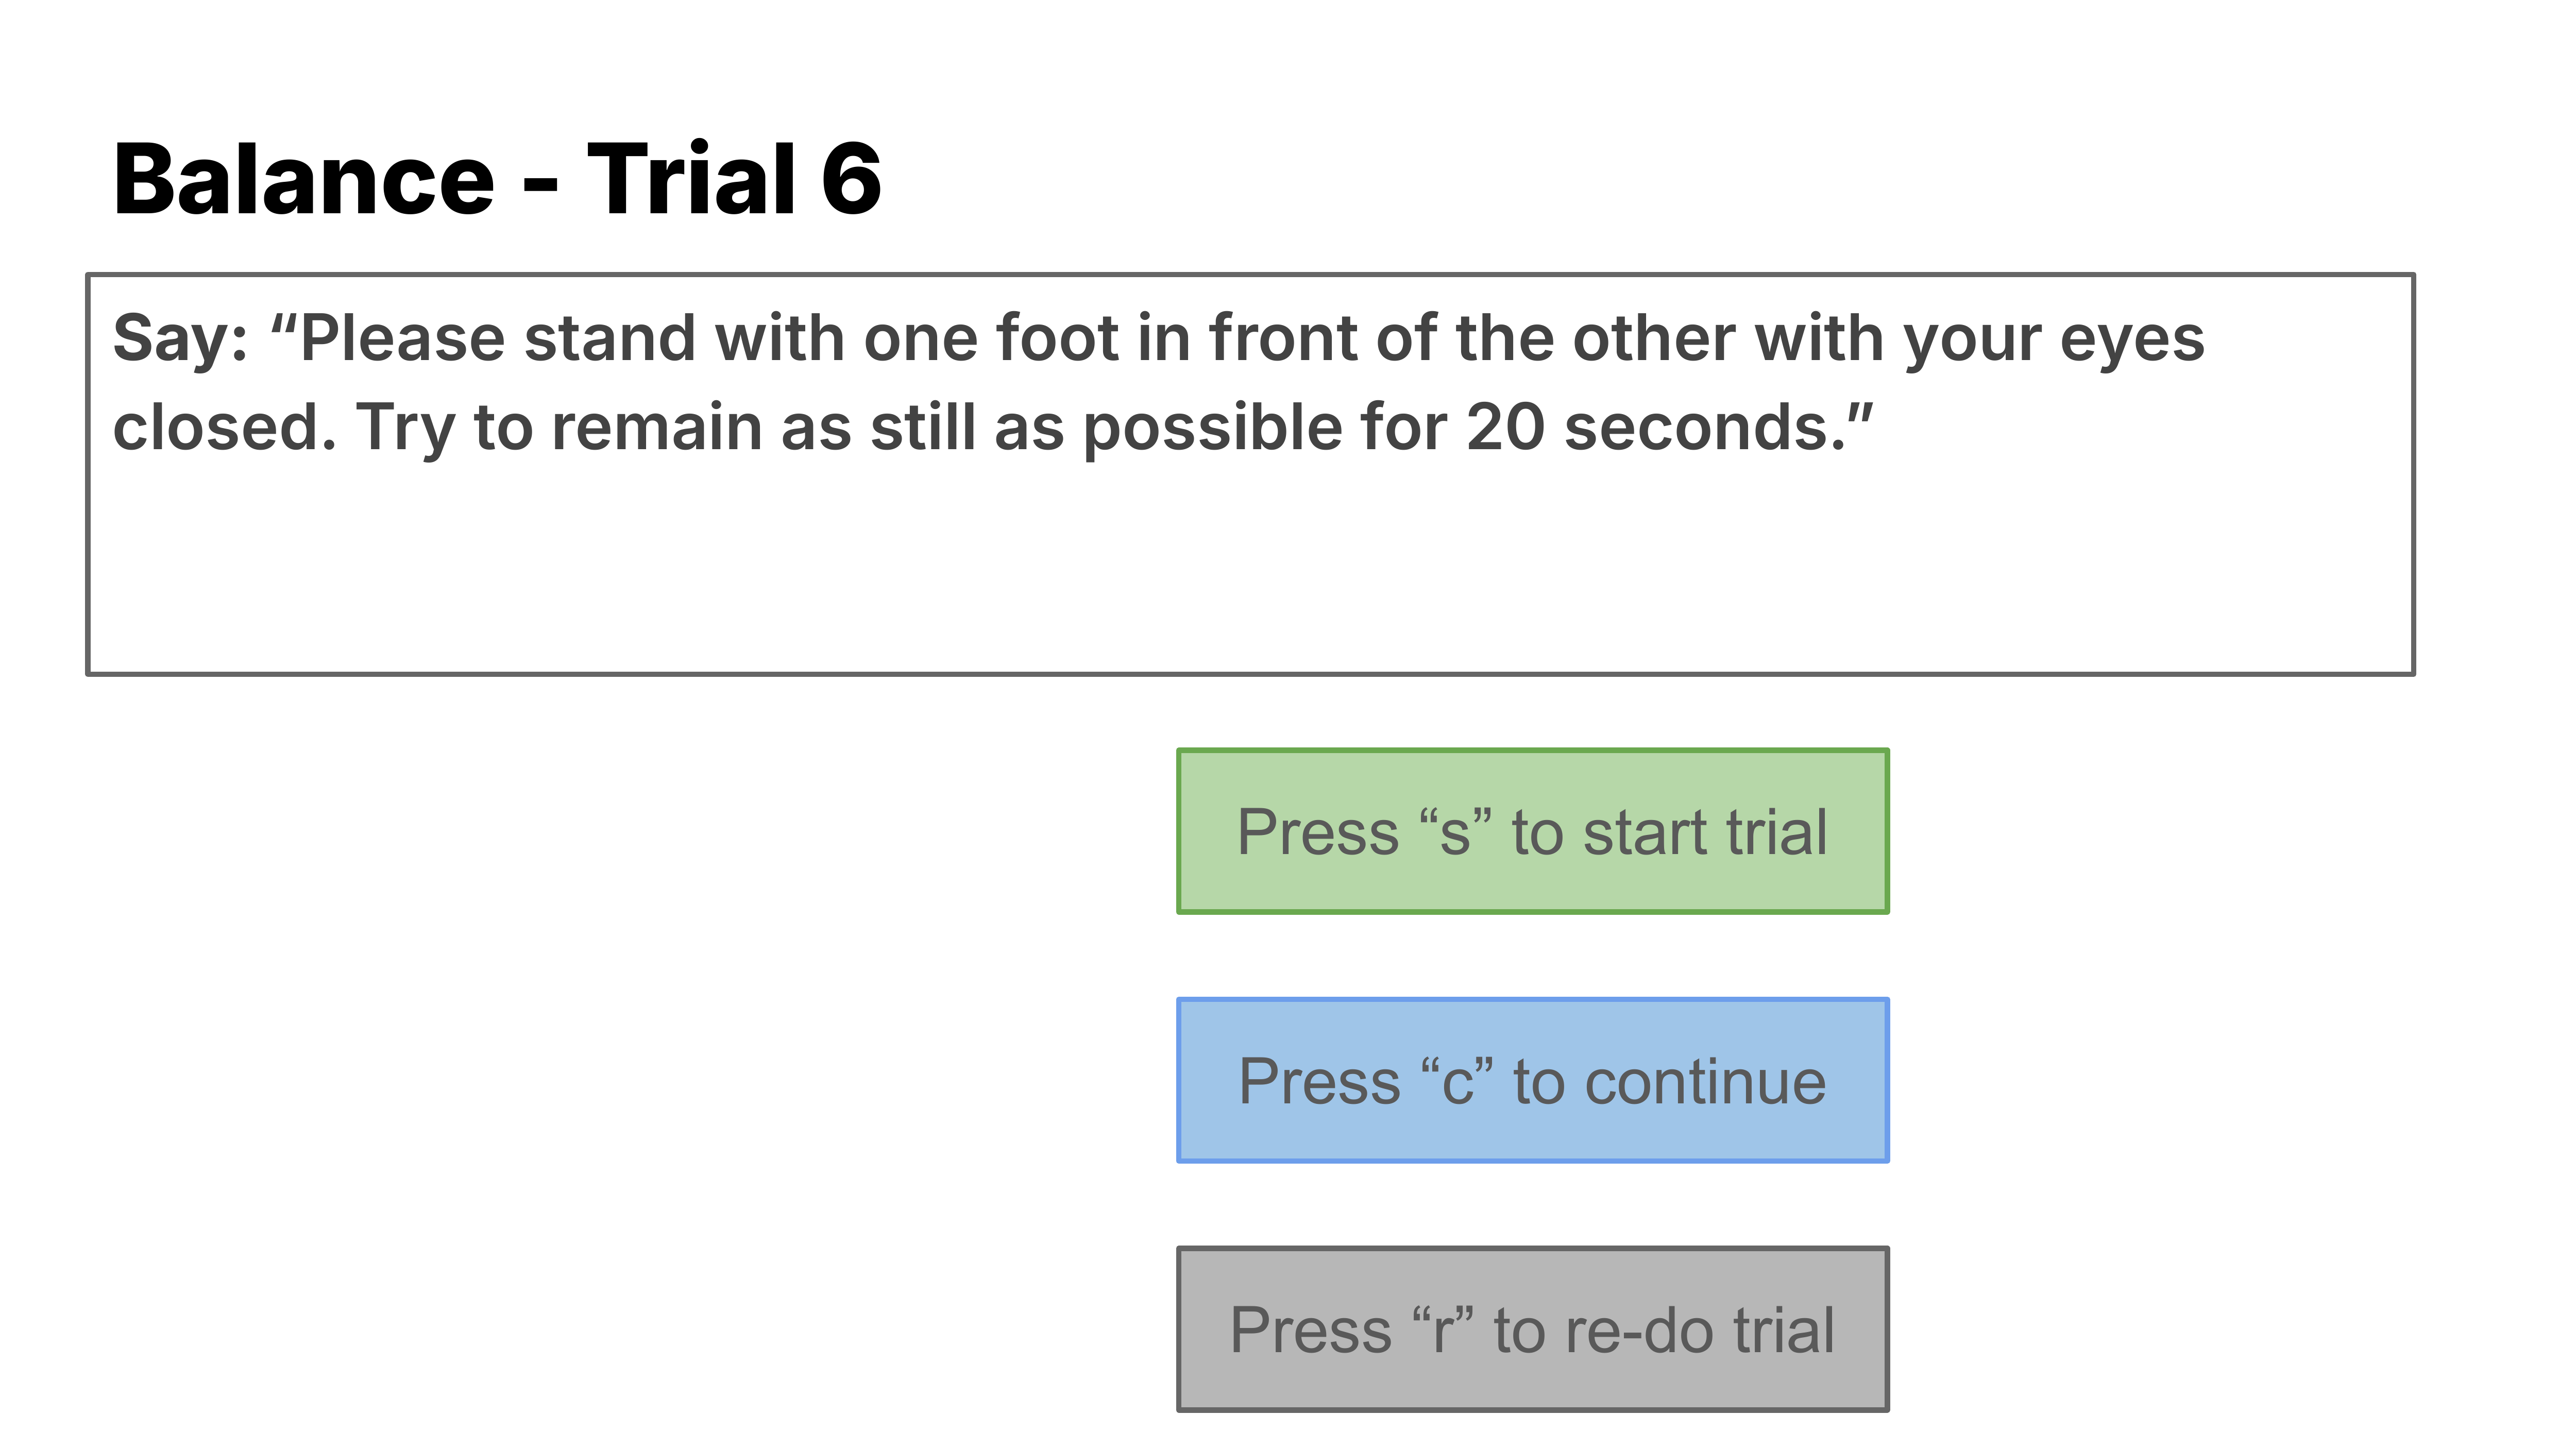 Balance - Trial 6
Say: “Please stand with one foot in front of the other with your eyes
closed. Try to remain as still as possible for 20 seconds.”
Press “s” to start trial
Press “c” to continue
Press “r” to re-do trial